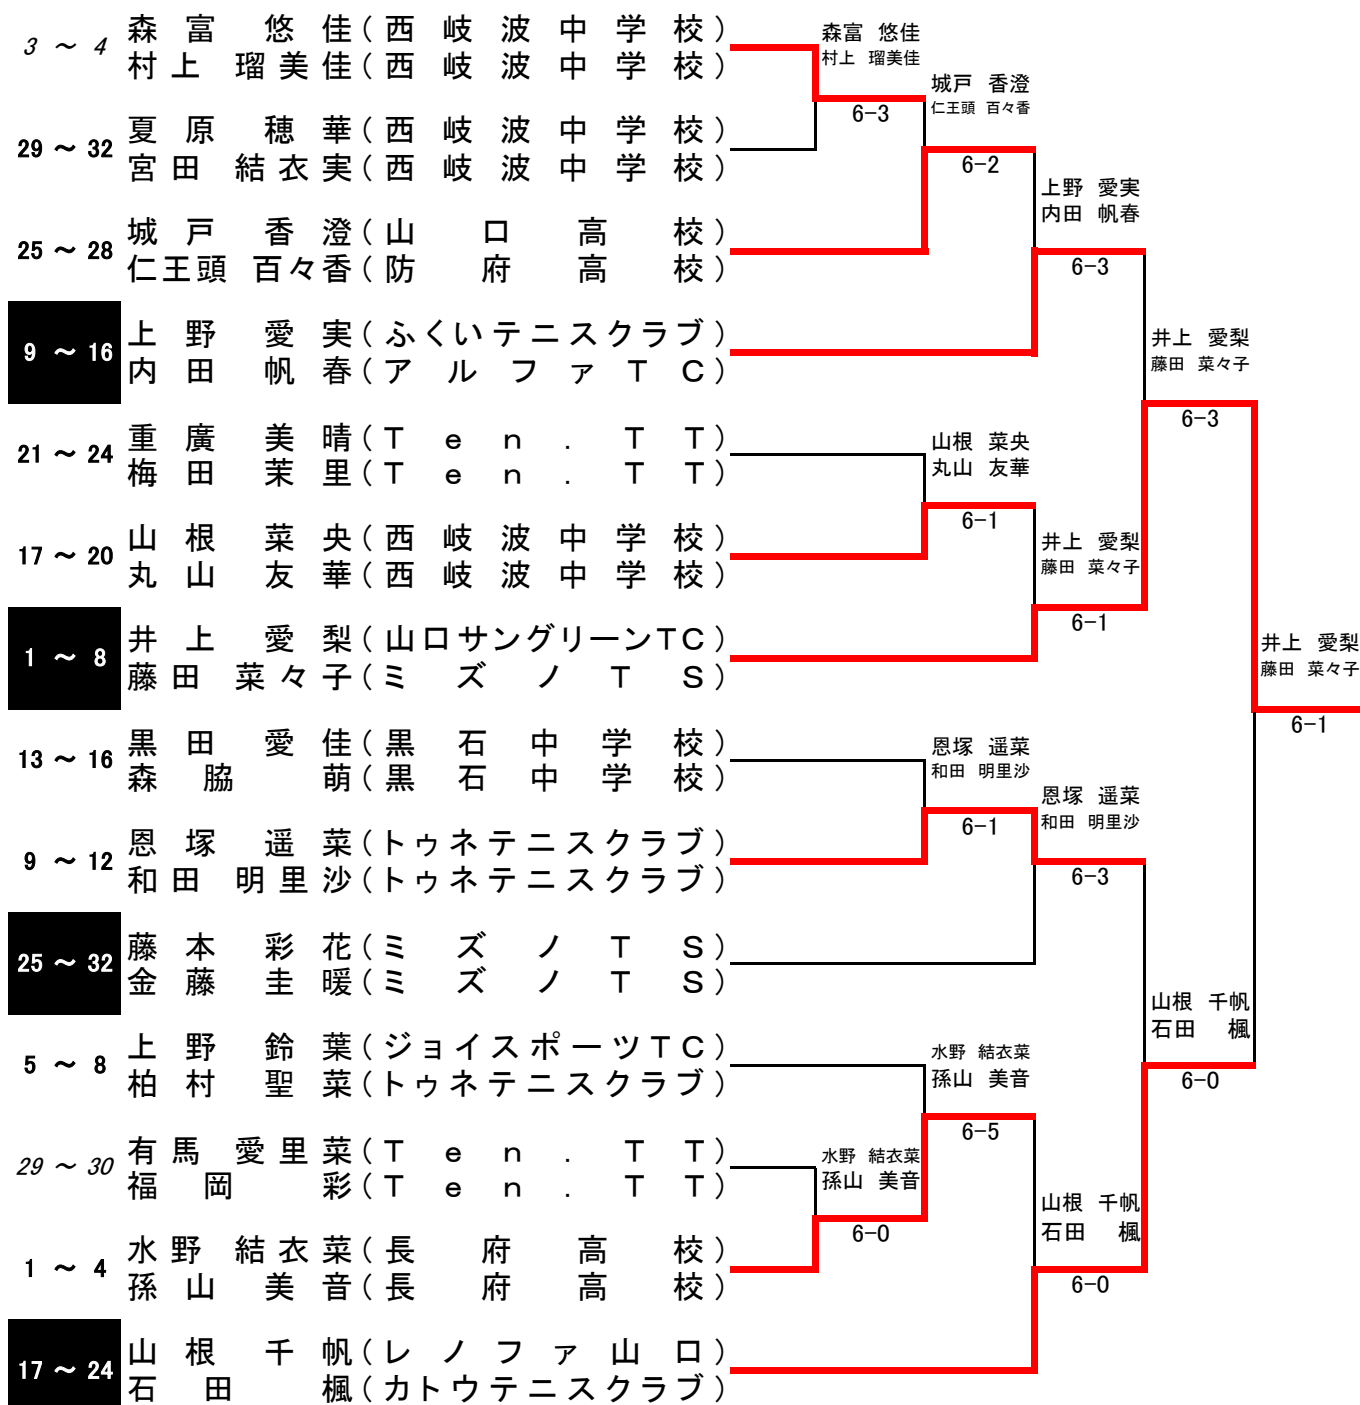 3 ～ 4 森富 悠佳(西岐波中学校)
村上 瑠美佳(西岐波中学校)
29 ～ 32 夏原 穂華(西岐波中学校)
宮田 結衣実(西岐波中学校)
25 ～ 28 城戸 香澄(山口高校)
仁王頭 百々香(防府高校)
9 ～ 16 上野 愛実(ふくいテニスクラブ)
内田 帆春(アルファTC)
21 ～ 24 重廣 美晴(Ten.TT)
梅田 茉里(Ten.TT)
17 ～ 20 山根 菜央(西岐波中学校)
丸山 友華(西岐波中学校)
1 ～ 8 井上 愛梨(山口サングリーンTC)
藤田 菜々子(ミズノTS)
13 ～ 16 黒田 愛佳(黒石中学校)
森脇 萌(黒石中学校)
9 ～ 12 恩塚 遥菜(トゥネテニスクラブ)
和田 明里沙(トゥネテニスクラブ)
25 ～ 32 藤本 彩花(ミズノTS)
金藤 圭暖(ミズノTS)
5 ～ 8 上野 鈴葉(ジョイスポーツTC)
柏村 聖菜(トゥネテニスクラブ)
29 ～ 30 有馬 愛里菜(Ten.TT)
福岡 彩(Ten.TT)
1 ～ 4 水野 結衣菜(長府高校)
孫山 美音(長府高校)
17 ～ 24 山根 千帆(レノファ山口)
石田 楓(カトウテニスクラブ)
森富 悠佳
村上 瑠美佳
6-3
水野 結衣菜
孫山 美音
6-0
城戸 香澄
仁王頭 百々香
6-2
山根 菜央
丸山 友華
6-1
恩塚 遥菜
和田 明里沙
6-1
水野 結衣菜
孫山 美音
6-5
上野 愛実
内田 帆春
6-3
井上 愛梨
藤田 菜々子
6-1
恩塚 遥菜
和田 明里沙
6-3
山根 千帆
石田 楓
6-0
井上 愛梨
藤田 菜々子
6-3
山根 千帆
石田 楓
6-0
井上 愛梨
藤田 菜々子
6-1